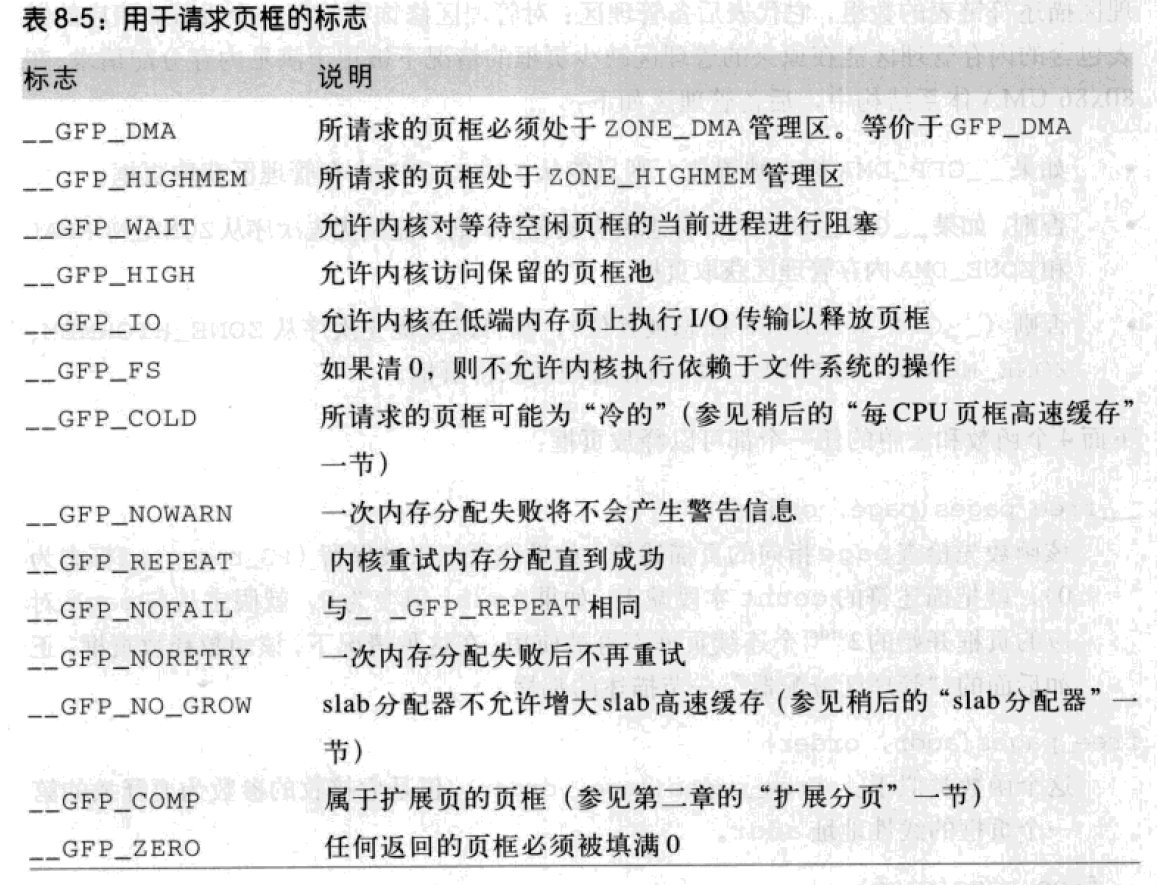 表8-5：用于请求页框的标志
标志 说明
__GFP_DMA 所请求的页框必须处于 ZONE_DMA 管理区。等价于 GFP_DMA
__GFP_HIGHMEM 所请求的页框处于 ZONE_HIGHMEM 管理区
__GFP_WAIT 允许内核对等待空闲页框的当前进程进行阻塞
__GFP_HIGH 允许内核访问保留的页框池
__GFP_IO 允许内核在低端内存页上执行 I/O 传输以释放页框
__GFP_FS 如果清 0，则不允许内核执行依赖于文件系统的操作
__GFP_COLD 所请求的页框可能为“冷的”（参见稍后的“每 CPU 页框高速缓存”
一节）
__GFP_NOWARN 一次内存分配失败将不会产生警告信息
__GFP_REPEAT 内核重试内存分配直到成功
__GFP_NOFAIL 与_ _GFP_REPEAT 相同
__GFP_NORETRY 一次内存分配失败后不再重试
__GFP_NO_GROW slab 分配器不允许增大 slab 高速缓存（参见稍后的“slab 分配器”一
节）
__GFP_COMP 属于扩展页的页框（参见第二章的“扩展分页”一节）
__GFP_ZERO 任何返回的页框必须被填满 0